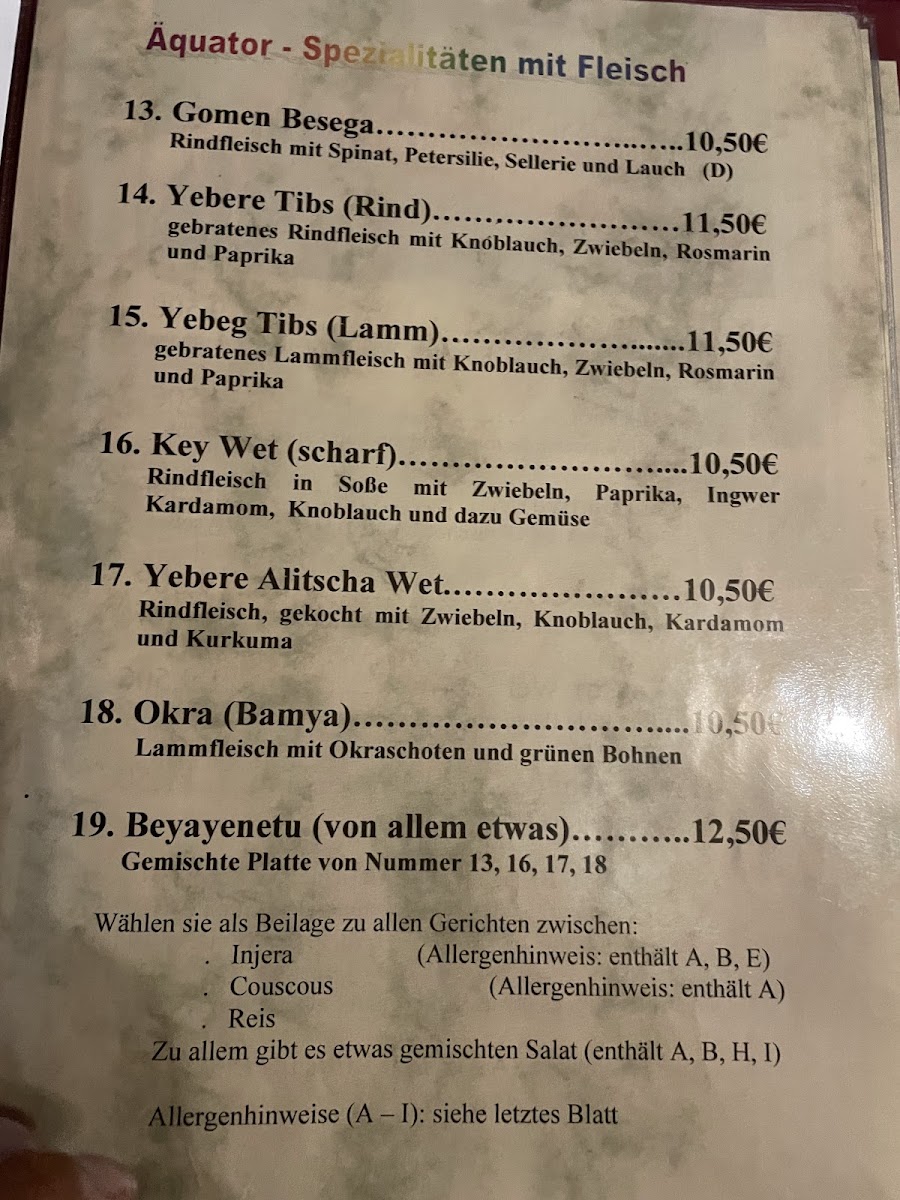 Äquator - Spezialitäten mit Fleisch
13. Gomen Besega……………………………10,50€
Rindfleisch mit Spinat, Petersilie, Sellerie und Lauch (D)
14. Yebere Tibs (Rind)……………………11,50€
gebratenes Rindfleisch mit Knoblauch, Zwiebeln, Rosmarin
und Paprika
15. Yebeg Tibs (Lamm)……………………11,50€
gebratenes Lammfleisch mit Knoblauch, Zwiebeln, Rosmarin
und Paprika
16. Key Wet (scharf)………………………...10,50€
Rindfleisch in Soße mit Zwiebeln, Paprika, Ingwer
Kardamom, Knoblauch und dazu Gemüse
17. Yebere Alitscha Wet……………………10,50€
Rindfleisch, gekocht mit Zwiebeln, Knoblauch, Kardamom
und Kurkuma
18. Okra (Bamya)……………………………...10,50€
Lammfleisch mit Okraschoten und grünen Bohnen
19. Beyayenetu (von allem etwas)………...12,50€
Gemischte Platte von Nummer 13, 16, 17, 18
Wählen sie als Beilage zu allen Gerichten zwischen:
. Injera (Allergenhinweis: enthält A, B, E)
. Couscous (Allergenhinweis: enthält A)
. Reis
Zu allem gibt es etwas gemischten Salat (enthält A, B, H, I)
Allergenhinweise (A – I): siehe letztes Blatt